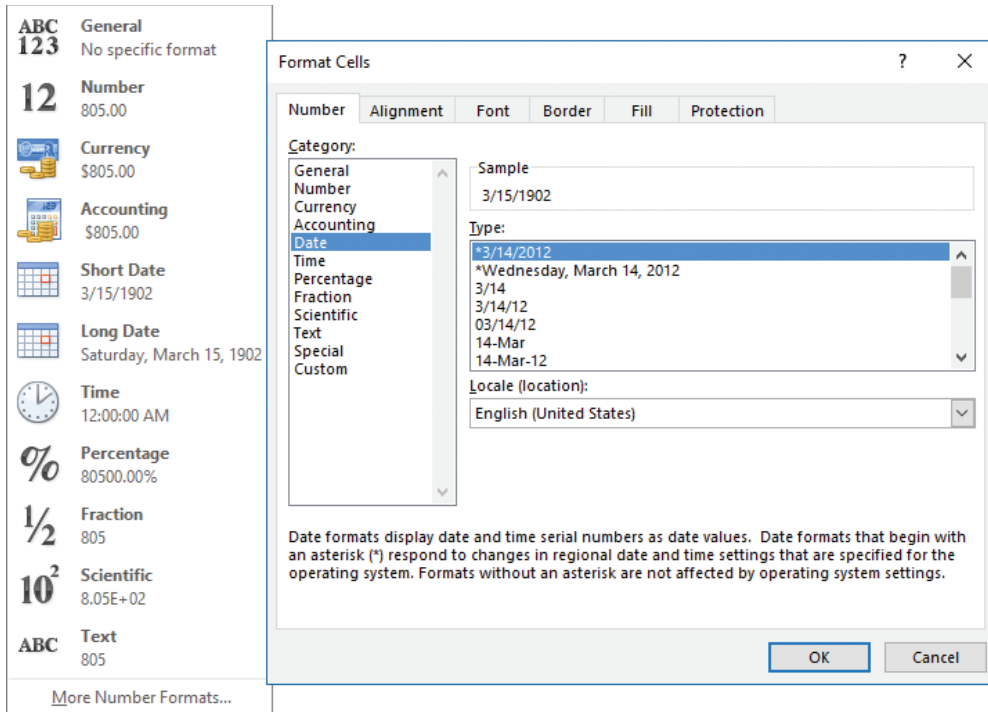 ABC
123
General
No specific format
12
Number
805.00
Currency
$805.00
Accounting
$805.00
Short Date
3/15/1902
Long Date
Saturday, March 15, 1902
Time
12:00:00 AM
%
Percentage
80500.00%
1/2
Fraction
805
10²
Scientific
8.05E+02
ABC
Text
805
More Number Formats...
Format Cells
?
Number
Alignment
Font
Border
Fill
Protection
Category:
General
Number
Currency
Accounting
Date
Time
Percentage
Fraction
Scientific
Text
Special
Custom
Sample
3/15/1902
Type:
*3/14/2012
*Wednesday, March 14, 2012
3/14
3/14/12
03/14/12
14-Mar
14-Mar-12
Locale (location):
English (United States)
Date formats display date and time serial numbers as date values. Date formats that begin with
an asterisk (*) respond to changes in regional date and time settings that are specified for the
operating system. Formats without an asterisk are not affected by operating system settings.
OK
Cancel